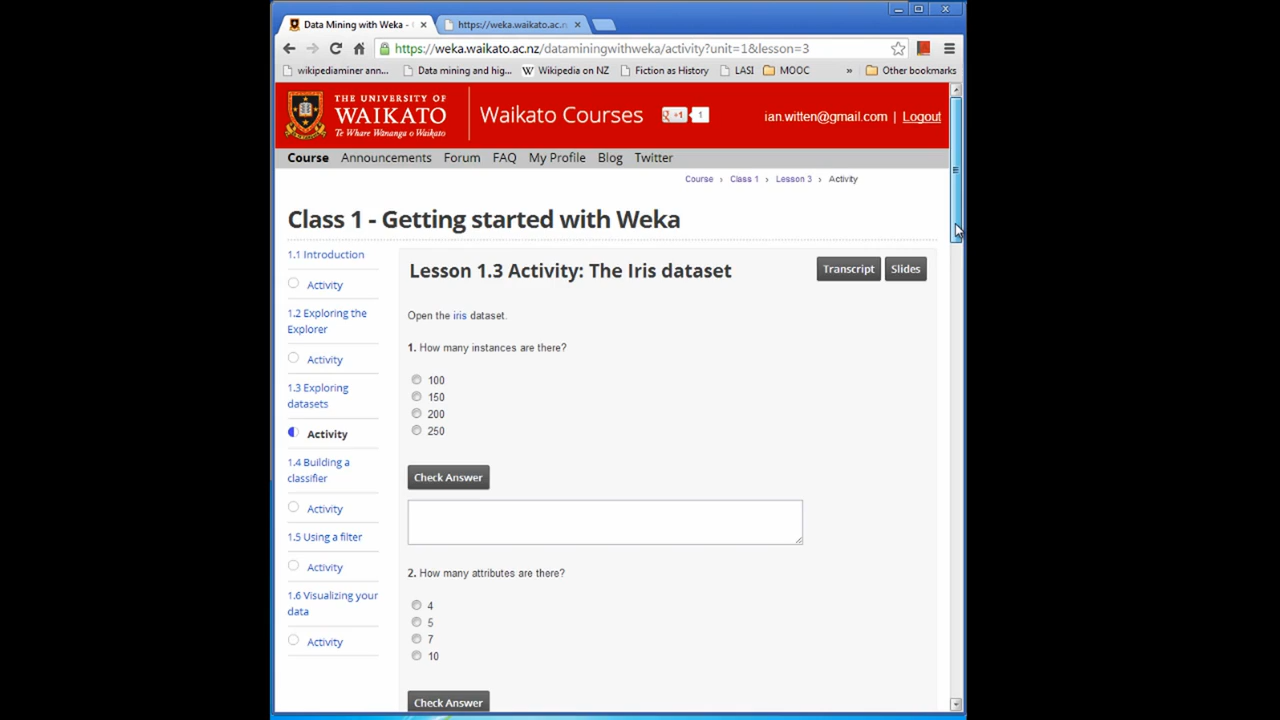 Data Mining with Weka -
https://weka.waikato.ac.n
https://weka.waikato.ac.nz/dataminingwithweka/activity?unit=1&lesson=3
wikipediaminer ann... Data mining and hig... W Wikipedia on NZ Fiction as History LASI MOOC » Other bookmarks
THE UNIVERSITY OF
WAIKATO
Te Whare Wānanga o Waikato
Waikato Courses
+1 1
ian.witten@gmail.com | Logout
Course Announcements Forum FAQ My Profile Blog Twitter
Course › Class 1 › Lesson 3 › Activity
Class 1 - Getting started with Weka
1.1 Introduction
Activity
1.2 Exploring the
Explorer
Activity
1.3 Exploring
datasets
Activity
1.4 Building a
classifier
Activity
1.5 Using a filter
Activity
1.6 Visualizing your
data
Activity
Lesson 1.3 Activity: The Iris dataset
Transcript Slides
Open the iris dataset.
1. How many instances are there?
100
150
200
250
Check Answer
2. How many attributes are there?
4
5
7
10
Check Answer